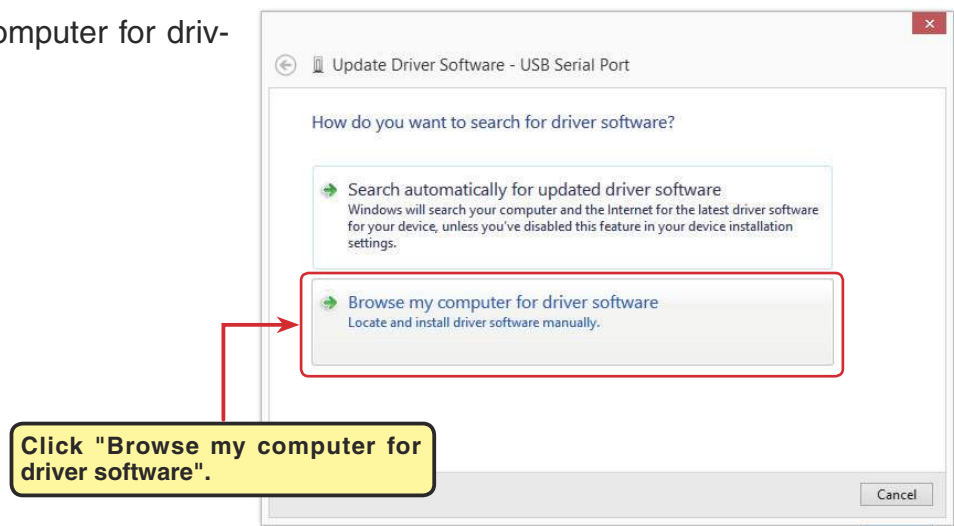 omputer for driv-
Update Driver Software - USB Serial Port
How do you want to search for driver software?
Search automatically for updated driver software
Windows will search your computer and the Internet for the latest driver software
for your device, unless you've disabled this feature in your device installation
settings.
Browse my computer for driver software
Locate and install driver software manually.
Click "Browse my computer for
driver software".
Cancel